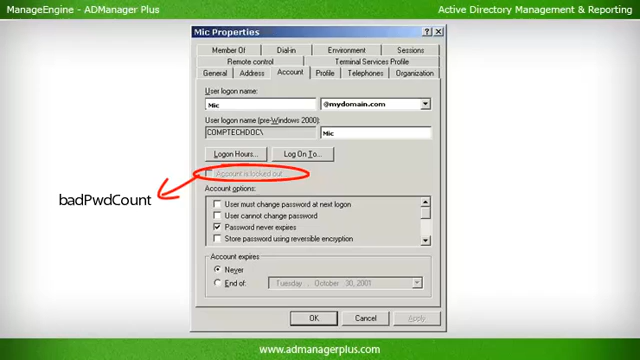 ManageEngine - ADManager Plus
Active Directory Management & Reporting
Mic Properties
Member Of Dial-in Environment Sessions
Remote control Terminal Services Profile
General Address Account Profile Telephones Organization
User logon name:
Mic @mydomain.com
User logon name (pre-Windows 2000):
COMPTECHDOC\ Mic
Logon Hours... Log On To...
Account is locked out
badPwdCount
Account options:
User must change password at next logon
User cannot change password
Password never expires
Store password using reversible encryption
Account expires
Never
End of: Tuesday , October 30, 2001
OK Cancel Apply
www.admanagerplus.com